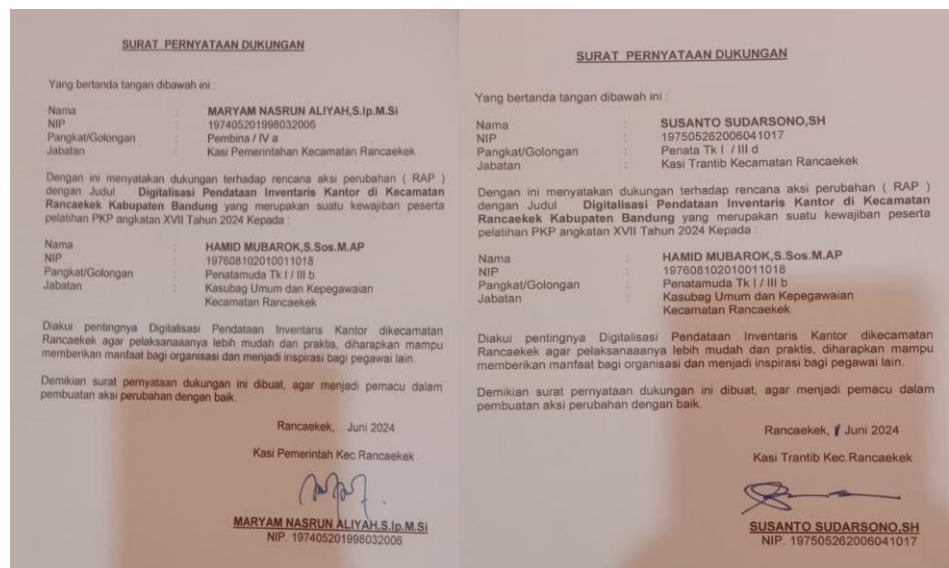 SURAT PERNYATAAN DUKUNGAN
Yang bertanda tangan dibawah ini :
Nama : MARYAM NASRUN ALIYAH,S.Ip.M.Si
NIP : 197405201998032006
Pangkat/Golongan : Pembina / IV a
Jabatan : Kasi Pemerintahan Kecamatan Rancaekek
Dengan ini menyatakan dukungan terhadap rencana aksi perubahan ( RAP )
dengan Judul Digitalisasi Pendataan Inventaris Kantor di Kecamatan
Rancaekek Kabupaten Bandung yang merupakan suatu kewajiban peserta
pelatihan PKP angkatan XVII Tahun 2024 Kepada :
Nama : HAMID MUBAROK,S.Sos.M.AP
NIP : 197608102010011018
Pangkat/Golongan : Penatamuda Tk I / III b
Jabatan : Kasubag Umum dan Kepegawaian
Kecamatan Rancaekek
Diakui pentingnya Digitalisasi Pendataan Inventaris Kantor dikecamatan
Rancaekek agar pelaksanaaanya lebih mudah dan praktis, diharapkan mampu
memberikan manfaat bagi organisasi dan menjadi inspirasi bagi pegawai lain.
Demikian surat pernyataan dukungan ini dibuat, agar menjadi pemacu dalam
pembuatan aksi perubahan dengan baik.
Rancaekek, Juni 2024
Kasi Pemerintah Kec.Rancaekek
MARYAM NASRUN ALIYAH,S.Ip.M.Si
NIP. 197405201998032006
SURAT PERNYATAAN DUKUNGAN
Yang bertanda tangan dibawah ini :
Nama : SUSANTO SUDARSONO,SH
NIP : 197505262006041017
Pangkat/Golongan : Penata Tk I / III d
Jabatan : Kasi Trantib Kecamatan Rancaekek
Dengan ini menyatakan dukungan terhadap rencana aksi perubahan ( RAP )
dengan Judul Digitalisasi Pendataan Inventaris Kantor di Kecamatan
Rancaekek Kabupaten Bandung yang merupakan suatu kewajiban peserta
pelatihan PKP angkatan XVII Tahun 2024 Kepada :
Nama : HAMID MUBAROK,S.Sos.M.AP
NIP : 197608102010011018
Pangkat/Golongan : Penatamuda Tk I / III b
Jabatan : Kasubag Umum dan Kepegawaian
Kecamatan Rancaekek
Diakui pentingnya Digitalisasi Pendataan Inventaris Kantor dikecamatan
Rancaekek agar pelaksanaaanya lebih mudah dan praktis, diharapkan mampu
memberikan manfaat bagi organisasi dan menjadi inspirasi bagi pegawai lain.
Demikian surat pernyataan dukungan ini dibuat, agar menjadi pemacu dalam
pembuatan aksi perubahan dengan baik.
Rancaekek, Juni 2024
Kasi Trantib Kec.Rancaekek
SUSANTO SUDARSONO,SH
NIP. 197505262006041017